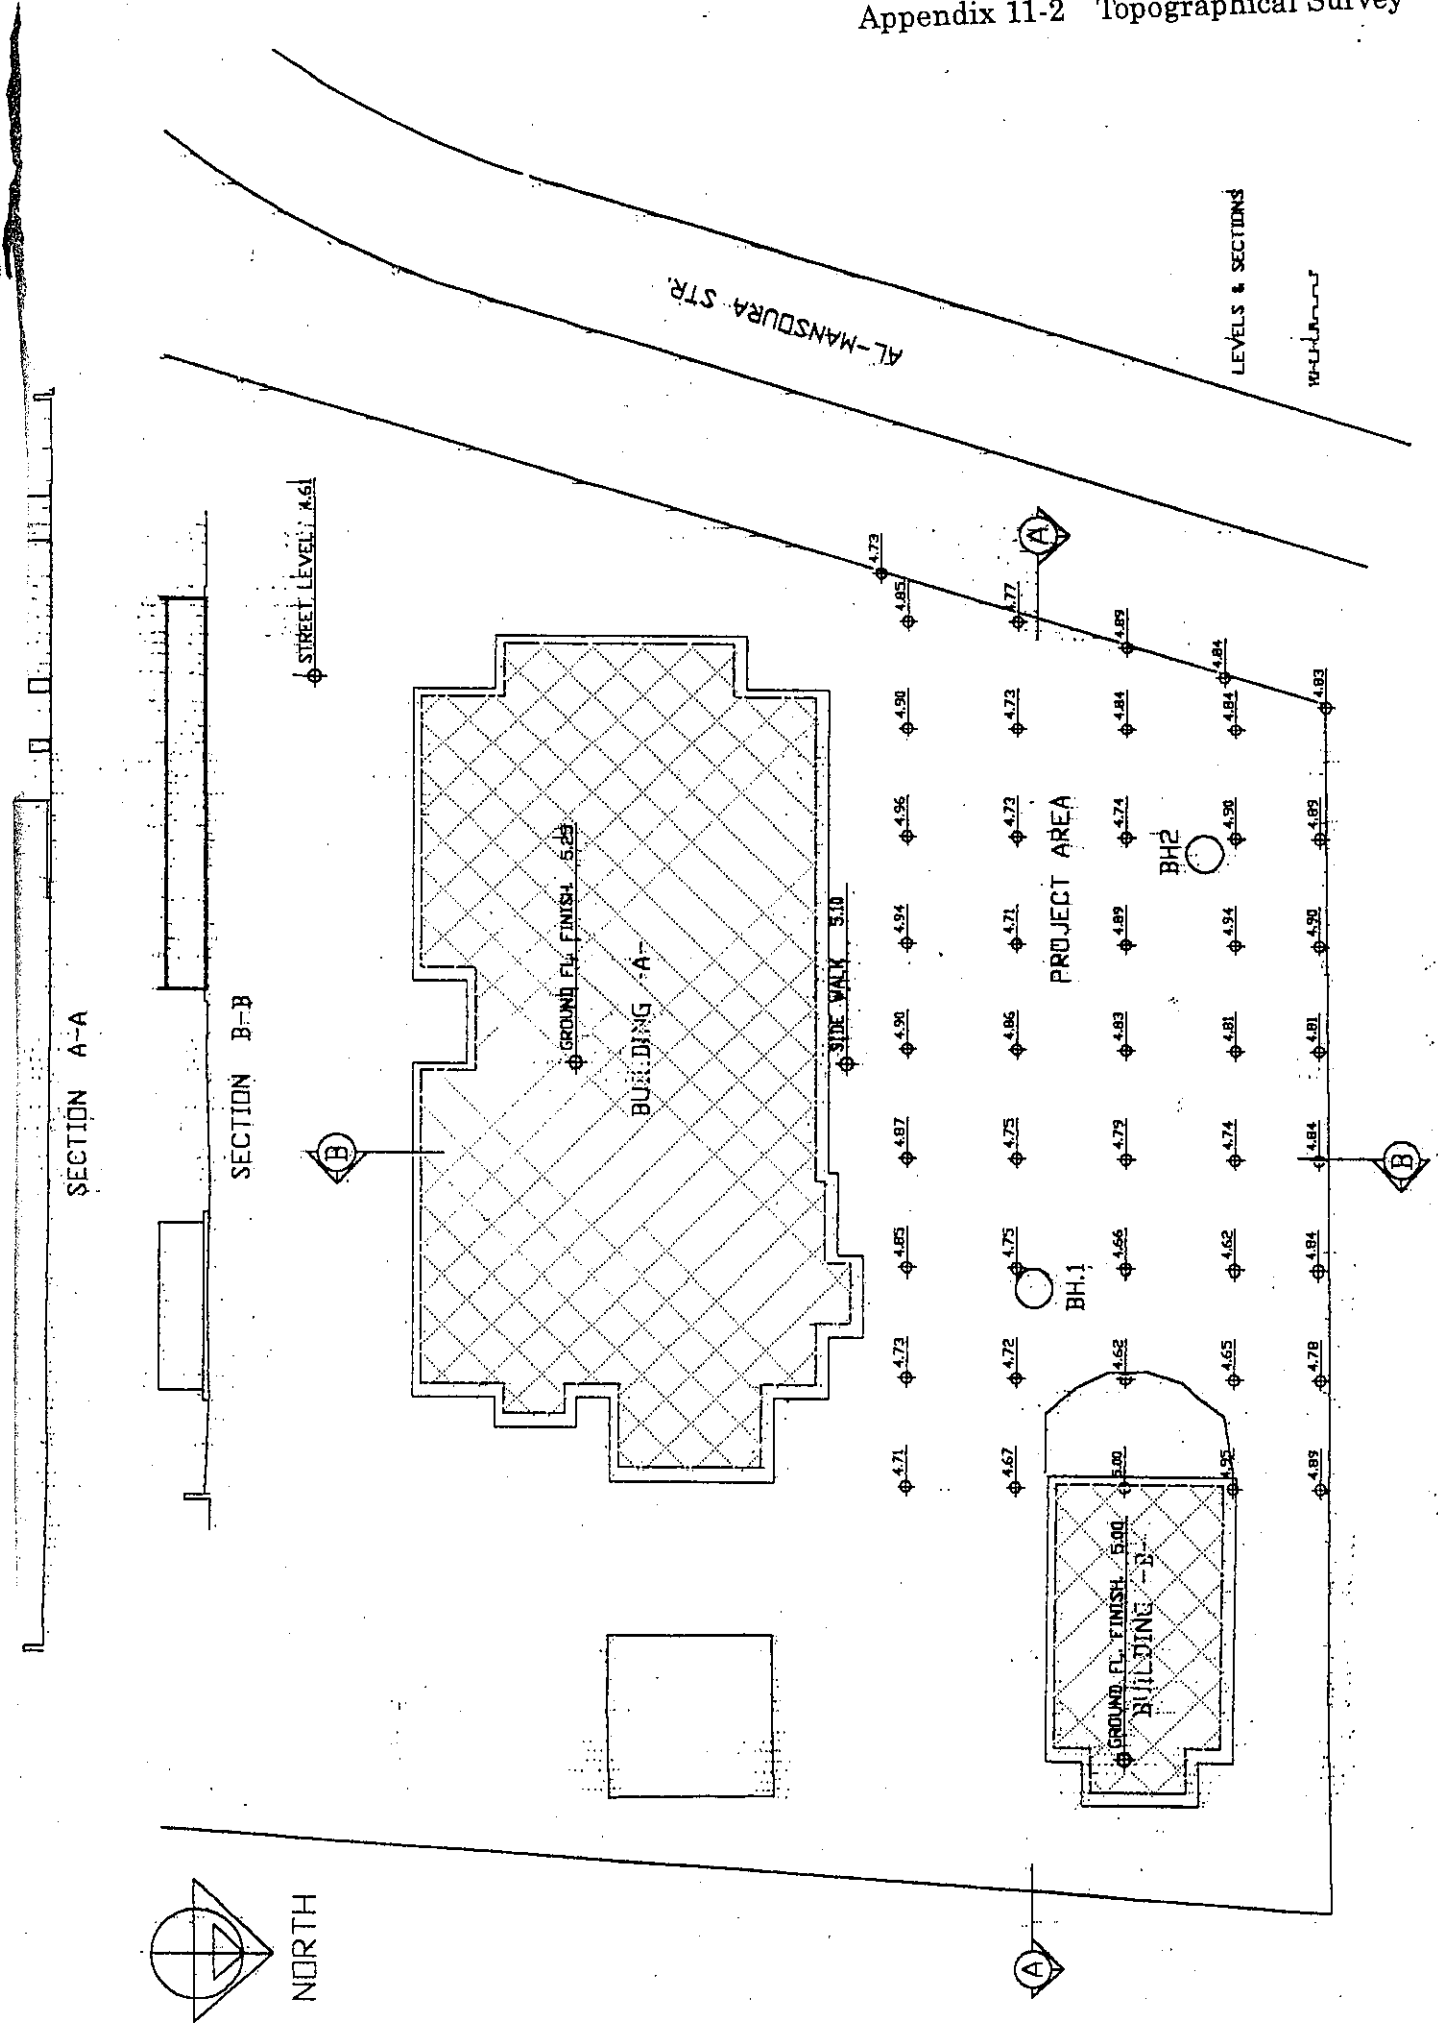 Appendix 11-2 Topographical Survey
SECTION A-A
SECTION B-B
STREET LEVEL: 4.61
AL-MANSOURA STR.
LEVELS & SECTIONS
B
GROUND FL. FINISH. 5.29
BUILDING -A-
SIDE WALK 5.10
4.73
4.71
4.73
4.85
4.87
4.90
4.94
4.96
4.90
4.85
4.67
4.72
4.75
4.75
4.86
4.71
4.73
4.73
4.77
A
PROJECT AREA
BH.1
BH2
5.00
4.62
4.66
4.79
4.83
4.89
4.74
4.84
4.89
4.95
4.65
4.62
4.74
4.81
4.94
4.90
4.84
4.84
4.89
4.78
4.84
4.84
4.81
4.90
4.89
4.83
GROUND FL. FINISH. 5.00
BUILDING -B-
B
A
NORTH